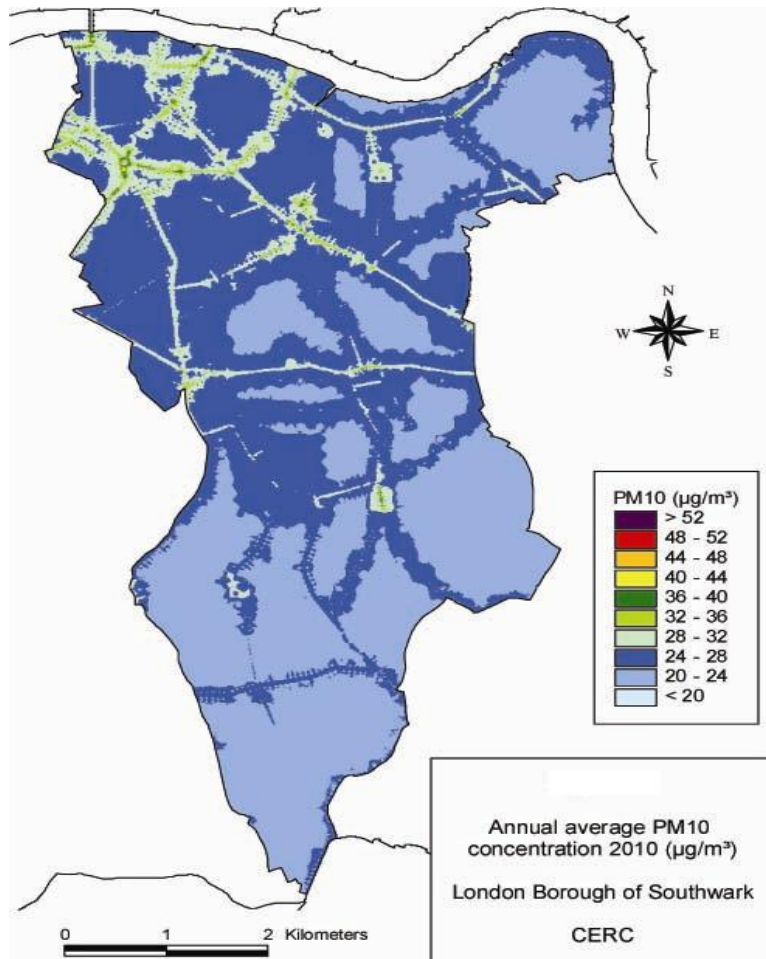 N
W E
S
PM10 (µg/m³)
> 52
48 - 52
44 - 48
40 - 44
36 - 40
32 - 36
28 - 32
24 - 28
20 - 24
< 20
Annual average PM10
concentration 2010 (µg/m³)
London Borough of Southwark
CERC
0 1 2 Kilometers